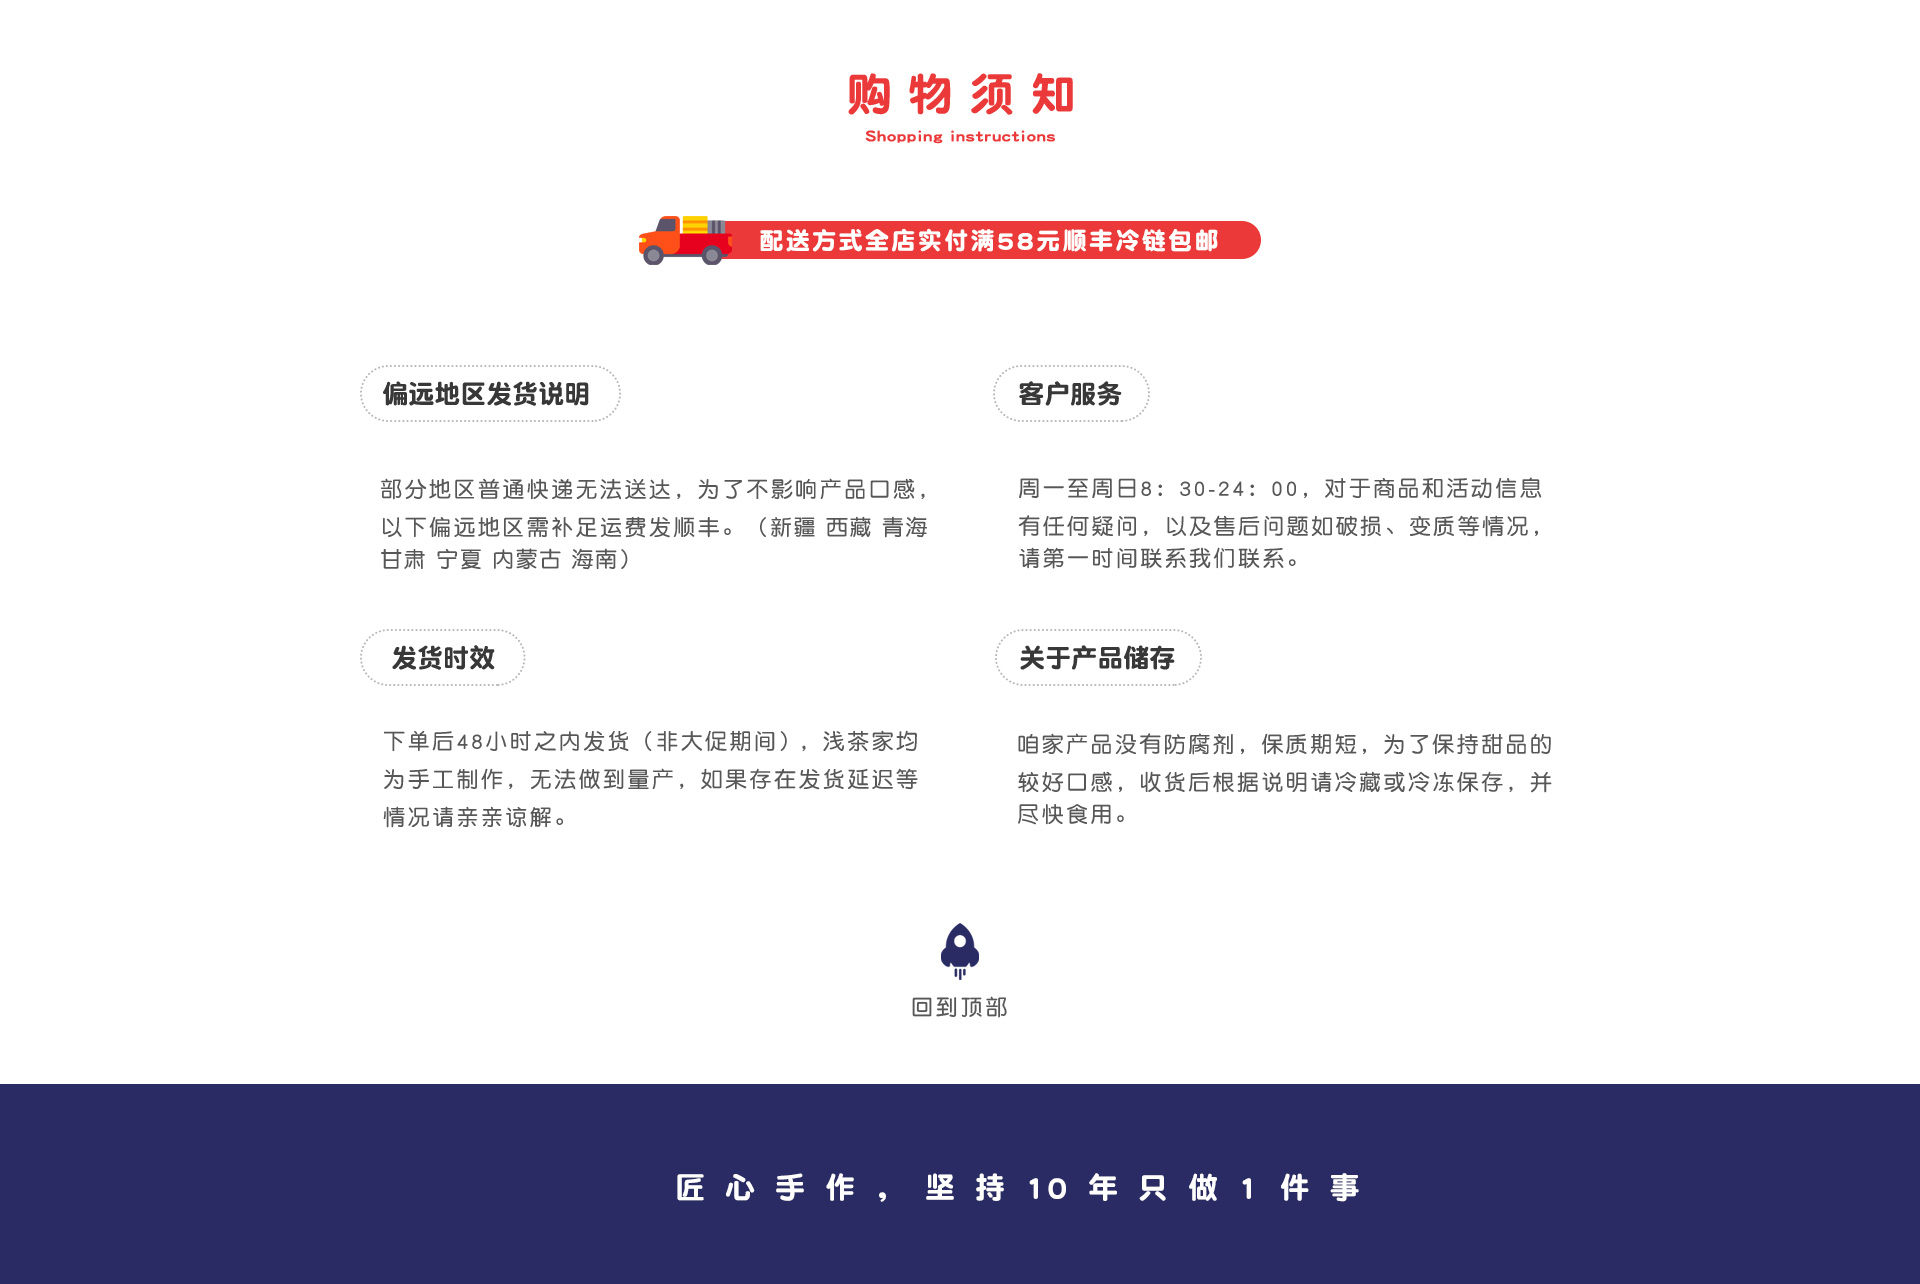 购物须知
Shopping instructions
配送方式全店实付满58元顺丰冷链包邮
偏远地区发货说明
部分地区普通快递无法送达，为了不影响产品口感，
以下偏远地区需补足运费发顺丰。（新疆 西藏 青海
甘肃 宁夏 内蒙古 海南）
客户服务
周一至周日8：30-24：00，对于商品和活动信息
有任何疑问，以及售后问题如破损、变质等情况，
请第一时间联系我们联系。
发货时效
下单后48小时之内发货（非大促期间），浅茶家均
为手工制作，无法做到量产，如果存在发货延迟等
情况请亲亲谅解。
关于产品储存
咱家产品没有防腐剂，保质期短，为了保持甜品的
较好口感，收货后根据说明请冷藏或冷冻保存，并
尽快食用。
回到顶部
匠心手作，坚持10年只做1件事